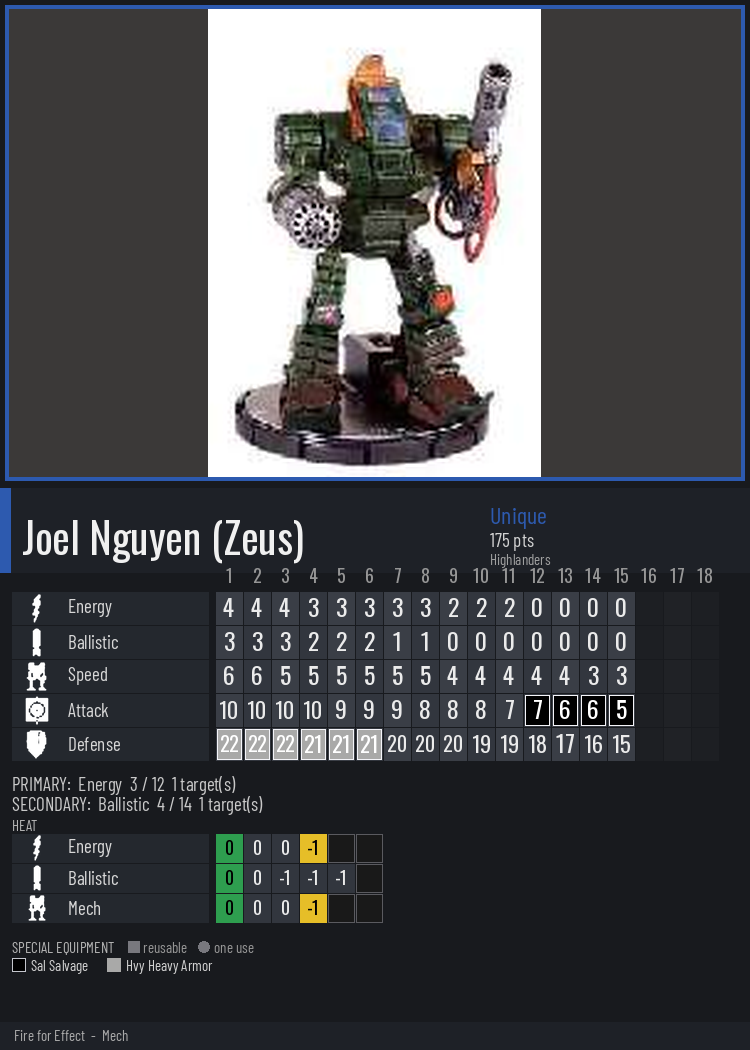 Joel Nguyen (Zeus)
Unique
175 pts
Highlanders
1 2 3 4 5 6 7 8 9 10 11 12 13 14 15 16 17 18
Energy 4 4 4 3 3 3 3 3 2 2 2 0 0 0 0
Ballistic 3 3 3 2 2 2 1 1 0 0 0 0 0 0 0
Speed 6 6 5 5 5 5 5 5 4 4 4 4 4 3 3
Attack 10 10 10 10 9 9 9 8 8 8 7 7 6 6 5
Defense 22 22 22 21 21 21 20 20 20 19 19 18 17 16 15
PRIMARY: Energy 3 / 12 1 target(s)
SECONDARY: Ballistic 4 / 14 1 target(s)
HEAT
Energy 0 0 0 -1
Ballistic 0 0 -1 -1 -1
Mech 0 0 0 -1
SPECIAL EQUIPMENT reusable one use
Sal Salvage Hvy Heavy Armor
Fire for Effect - Mech